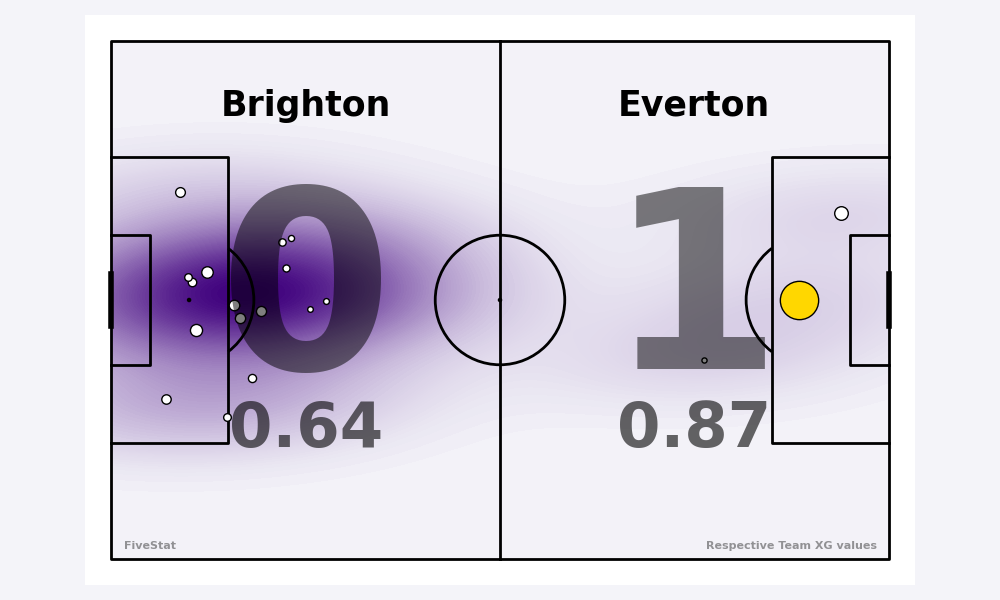 Brighton
Everton
0
1
0.64
0.87
FiveStat
Respective Team XG values